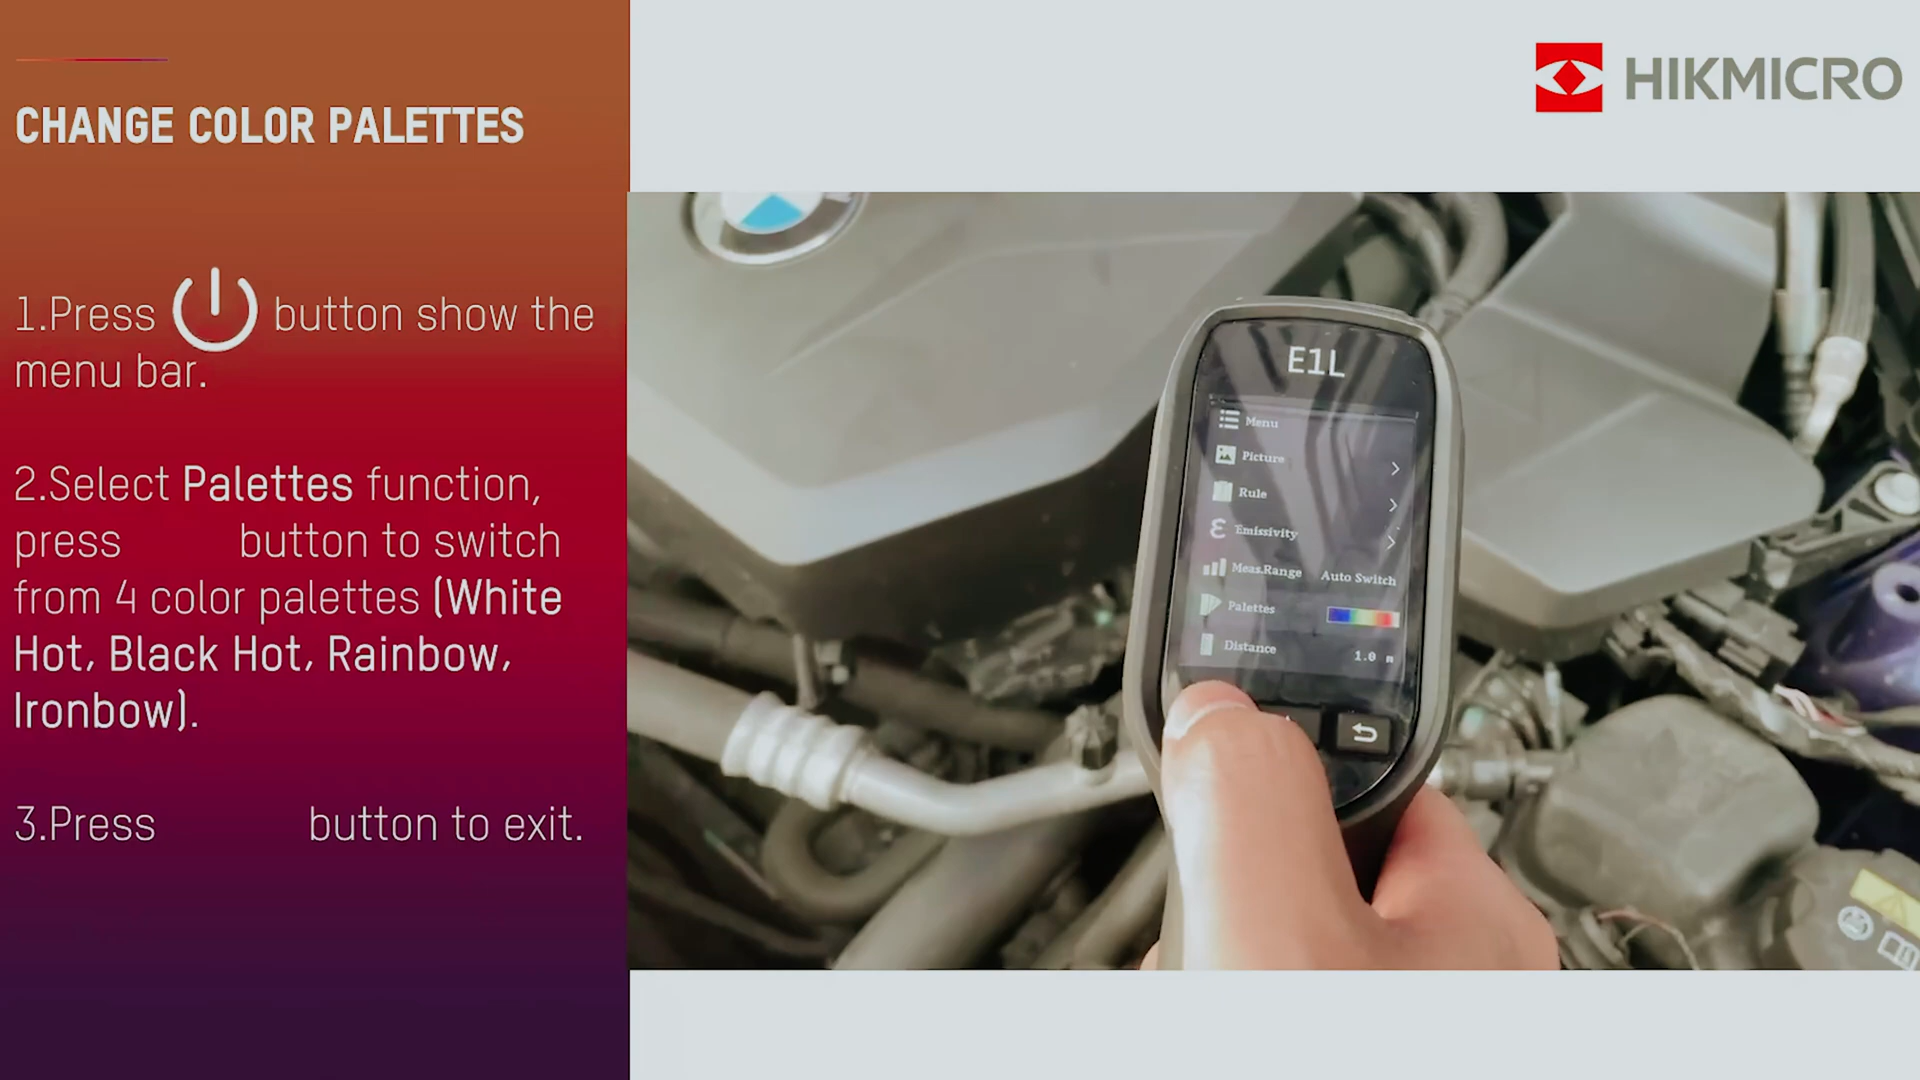 CHANGE COLOR PALETTES
1.Press button show the
menu bar.
2.Select Palettes function,
press button to switch
from 4 color palettes (White
Hot, Black Hot, Rainbow,
Ironbow).
3.Press button to exit.
HIKMICRO
E1L
Menu
Picture
Rule
Emissivity
Meas.Range Auto Switch
Palettes
Distance 1.0 m